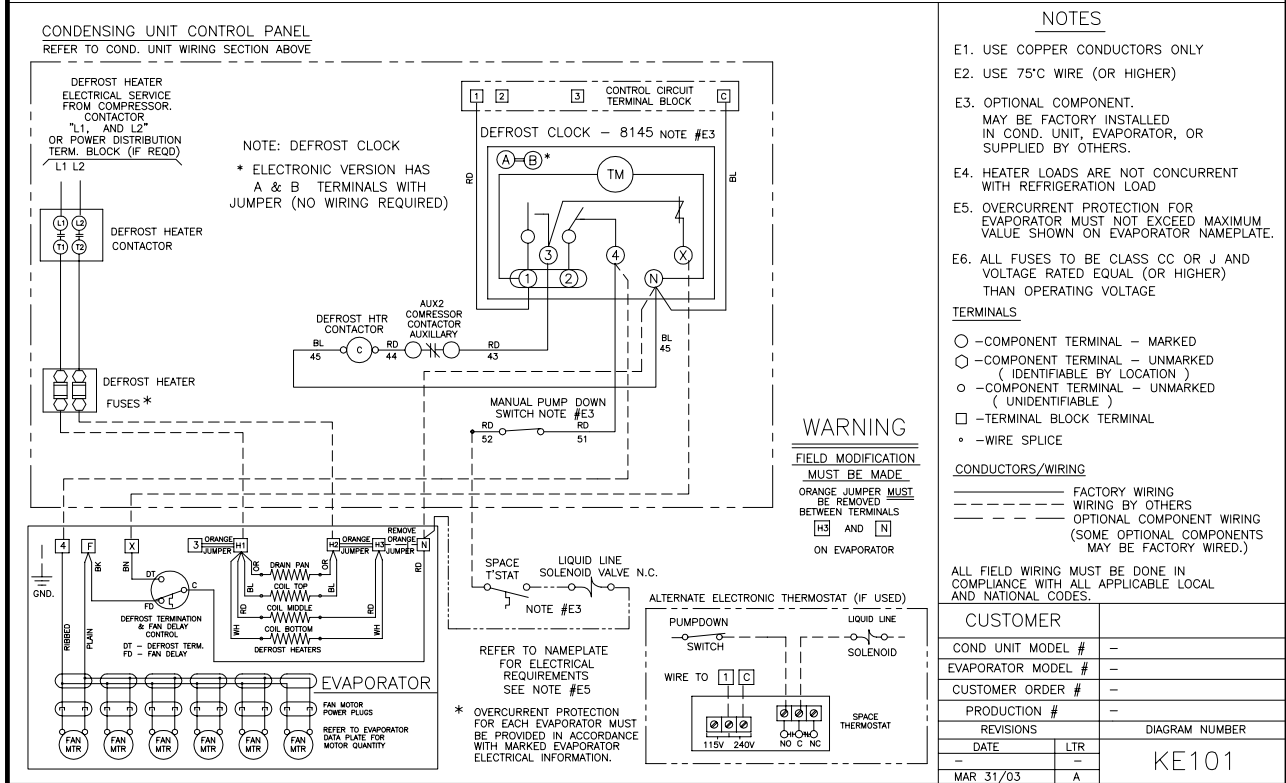 CONDENSING UNIT CONTROL PANEL
REFER TO COND. UNIT WIRING SECTION ABOVE
DEFROST HEATER
ELECTRICAL SERVICE
FROM COMPRESSOR.
CONTACTOR
"L1, AND L2"
OR POWER DISTRIBUTION
TERM. BLOCK (IF REQD)
L1 L2
L1 L2
T1 T2
DEFROST HEATER
CONTACTOR
NOTE: DEFROST CLOCK
* ELECTRONIC VERSION HAS
A & B TERMINALS WITH
JUMPER (NO WIRING REQUIRED)
1 2 3 C
CONTROL CIRCUIT
TERMINAL BLOCK
DEFROST CLOCK - 8145 NOTE #E3
RD
BL
A B *
TM
3 4 X
1 2 N
DEFROST HTR
CONTACTOR
AUX2
COMRESSOR
CONTACTOR
AUXILLARY
BL
45
C
RD
44
RD
43
BL
45
DEFROST HEATER
FUSES *
MANUAL PUMP DOWN
SWITCH NOTE #E3
RD
52
RD
51
WARNING
FIELD MODIFICATION
MUST BE MADE
ORANGE JUMPER MUST
BE REMOVED
BETWEEN TERMINALS
H3 AND N
ON EVAPORATOR
4 F X 3 ORANGE JUMPER H1 H2 ORANGE JUMPER H3 REMOVE ORANGE JUMPER N
GND.
BK
BN
DT
C
FD
DEFROST TERMINATION
& FAN DELAY
CONTROL
DT - DEFROST TERM.
FD - FAN DELAY
RIBBED
PLAIN
OR
DRAIN PAN
OR
BL
COIL TOP
BL
RD
COIL MIDDLE
RD
WH
COIL BOTTOM
WH
DEFROST HEATERS
RD
EVAPORATOR
FAN MOTOR
POWER PLUGS
REFER TO EVAPORATOR
DATA PLATE FOR
MOTOR QUANTITY
FAN MTR
FAN MTR
FAN MTR
FAN MTR
FAN MTR
FAN MTR
SPACE
T'STAT
LIQUID LINE
SOLENOID VALVE N.C.
NOTE #E3
REFER TO NAMEPLATE
FOR ELECTRICAL
REQUIREMENTS
SEE NOTE #E5
* OVERCURRENT PROTECTION
FOR EACH EVAPORATOR MUST
BE PROVIDED IN ACCORDANCE
WITH MARKED EVAPORATOR
ELECTRICAL INFORMATION.
ALTERNATE ELECTRONIC THERMOSTAT (IF USED)
PUMPDOWN
SWITCH
LIQUID LINE
SOLENOID
WIRE TO 1 C
115V 240V
NO C NC
SPACE
THERMOSTAT
NOTES
E1. USE COPPER CONDUCTORS ONLY
E2. USE 75°C WIRE (OR HIGHER)
E3. OPTIONAL COMPONENT.
MAY BE FACTORY INSTALLED
IN COND. UNIT, EVAPORATOR, OR
SUPPLIED BY OTHERS.
E4. HEATER LOADS ARE NOT CONCURRENT
WITH REFRIGERATION LOAD
E5. OVERCURRENT PROTECTION FOR
EVAPORATOR MUST NOT EXCEED MAXIMUM
VALUE SHOWN ON EVAPORATOR NAMEPLATE.
E6. ALL FUSES TO BE CLASS CC OR J AND
VOLTAGE RATED EQUAL (OR HIGHER)
THAN OPERATING VOLTAGE
TERMINALS
-COMPONENT TERMINAL - MARKED
-COMPONENT TERMINAL - UNMARKED
( IDENTIFIABLE BY LOCATION )
-COMPONENT TERMINAL - UNMARKED
( UNIDENTIFIABLE )
-TERMINAL BLOCK TERMINAL
-WIRE SPLICE
CONDUCTORS/WIRING
FACTORY WIRING
WIRING BY OTHERS
OPTIONAL COMPONENT WIRING
(SOME OPTIONAL COMPONENTS
MAY BE FACTORY WIRED.)
ALL FIELD WIRING MUST BE DONE IN
COMPLIANCE WITH ALL APPLICABLE LOCAL
AND NATIONAL CODES.
CUSTOMER
COND UNIT MODEL # -
EVAPORATOR MODEL # -
CUSTOMER ORDER # -
PRODUCTION # -
REVISIONS
DIAGRAM NUMBER
DATE LTR
- -
MAR 31/03 A
KE101